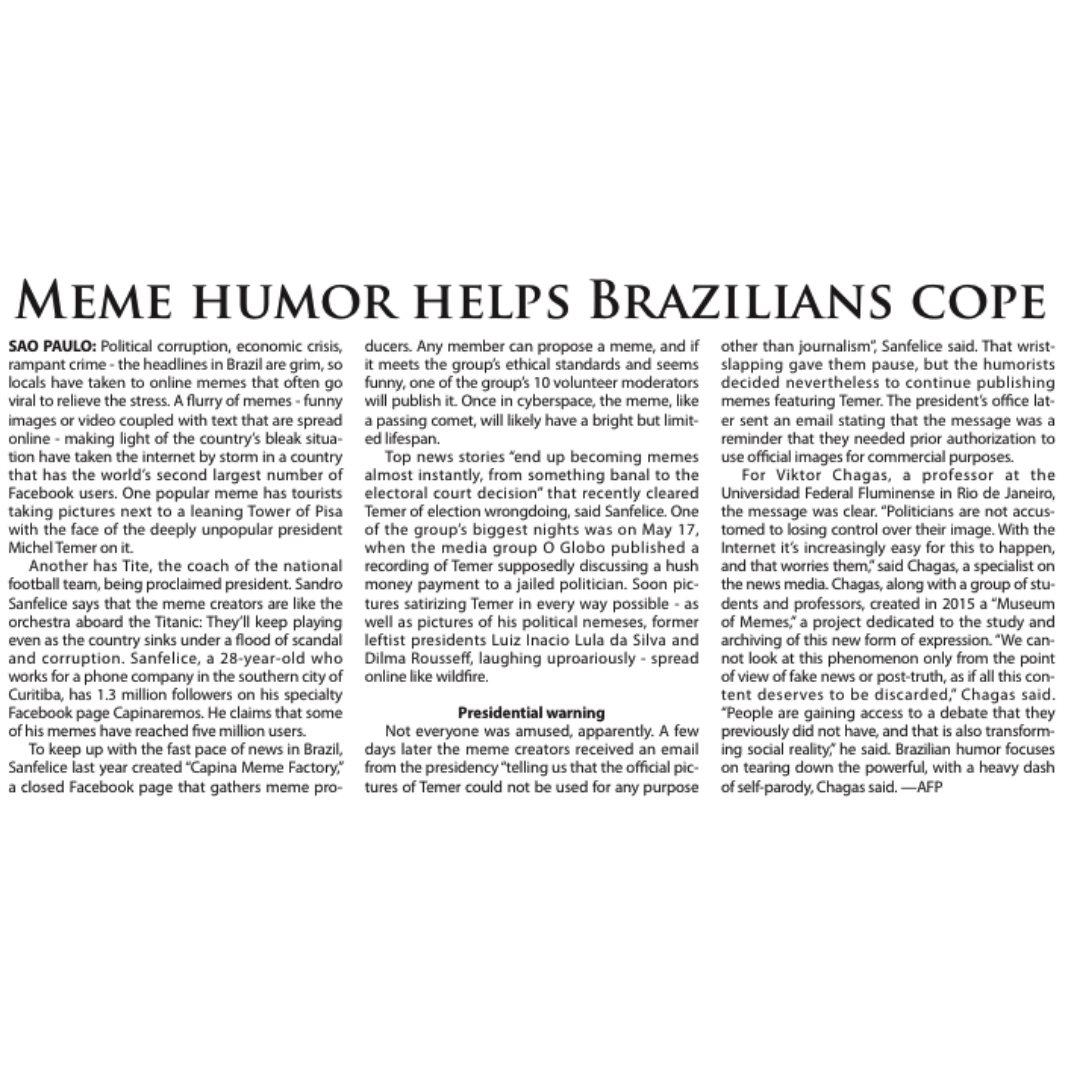 MEME HUMOR HELPS BRAZILIANS COPE
SAO PAULO: Political corruption, economic crisis,
rampant crime - the headlines in Brazil are grim, so
locals have taken to online memes that often go
viral to relieve the stress. A flurry of memes - funny
images or video coupled with text that are spread
online - making light of the country's bleak situa-
tion have taken the internet by storm in a country
that has the world's second largest number of
Facebook users. One popular meme has tourists
taking pictures next to a leaning Tower of Pisa
with the face of the deeply unpopular president
Michel Temer on it.
Another has Tite, the coach of the national
football team, being proclaimed president. Sandro
Sanfelice says that the meme creators are like the
orchestra aboard the Titanic: They'll keep playing
even as the country sinks under a flood of scandal
and corruption. Sanfelice, a 28-year-old who
works for a phone company in the southern city of
Curitiba, has 1.3 million followers on his specialty
Facebook page Capinaremos. He claims that some
of his memes have reached five million users.
To keep up with the fast pace of news in Brazil,
Sanfelice last year created "Capina Meme Factory,"
a closed Facebook page that gathers meme pro-
ducers. Any member can propose a meme, and if
it meets the group's ethical standards and seems
funny, one of the group's 10 volunteer moderators
will publish it. Once in cyberspace, the meme, like
a passing comet, will likely have a bright but limit-
ed lifespan.
Top news stories "end up becoming memes
almost instantly, from something banal to the
electoral court decision" that recently cleared
Temer of election wrongdoing, said Sanfelice. One
of the group's biggest nights was on May 17,
when the media group O Globo published a
recording of Temer supposedly discussing a hush
money payment to a jailed politician. Soon pic-
tures satirizing Temer in every way possible - as
well as pictures of his political nemeses, former
leftist presidents Luiz Inacio Lula da Silva and
Dilma Rousseff, laughing uproariously - spread
online like wildfire.
Presidential warning
Not everyone was amused, apparently. A few
days later the meme creators received an email
from the presidency "telling us that the official pic-
tures of Temer could not be used for any purpose
other than journalism", Sanfelice said. That wrist-
slapping gave them pause, but the humorists
decided nevertheless to continue publishing
memes featuring Temer. The president's office lat-
er sent an email stating that the message was a
reminder that they needed prior authorization to
use official images for commercial purposes.
For Viktor Chagas, a professor at the
Universidad Federal Fluminense in Rio de Janeiro,
the message was clear. "Politicians are not accus-
tomed to losing control over their image. With the
Internet it's increasingly easy for this to happen,
and that worries them," said Chagas, a specialist on
the news media. Chagas, along with a group of stu-
dents and professors, created in 2015 a "Museum
of Memes," a project dedicated to the study and
archiving of this new form of expression. "We can-
not look at this phenomenon only from the point
of view of fake news or post-truth, as if all this con-
tent deserves to be discarded," Chagas said.
"People are gaining access to a debate that they
previously did not have, and that is also transform-
ing social reality," he said. Brazilian humor focuses
on tearing down the powerful, with a heavy dash
of self-parody, Chagas said. —AFP